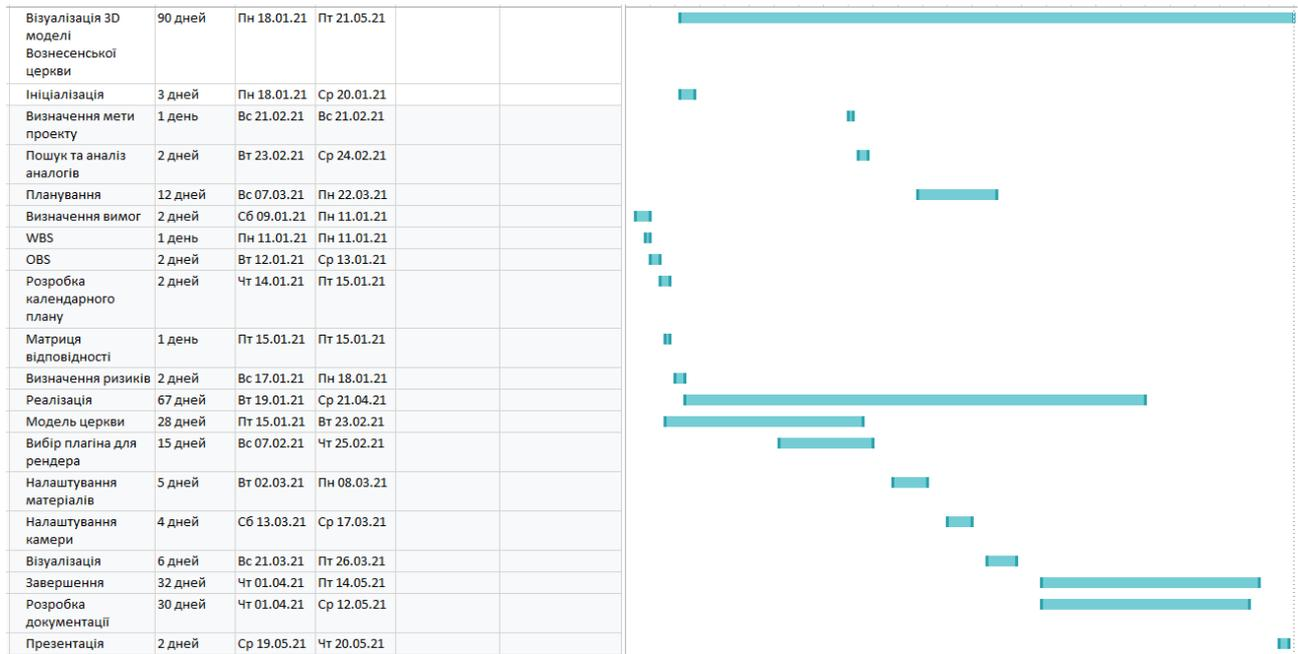 Візуалізація 3D 90 дней Пн 18.01.21 Пт 21.05.21
моделі
Вознесенської
церкви
Ініціалізація 3 дней Пн 18.01.21 Ср 20.01.21
Визначення мети 1 день Вс 21.02.21 Вс 21.02.21
проекту
Пошук та аналіз 2 дней Вт 23.02.21 Ср 24.02.21
аналогів
Планування 12 дней Вс 07.03.21 Пн 22.03.21
Визначення вимог 2 дней Сб 09.01.21 Пн 11.01.21
WBS 1 день Пн 11.01.21 Пн 11.01.21
OBS 2 дней Вт 12.01.21 Ср 13.01.21
Розробка 2 дней Чт 14.01.21 Пт 15.01.21
календарного
плану
Матриця 1 день Пт 15.01.21 Пт 15.01.21
відповідності
Визначення ризиків 2 дней Вс 17.01.21 Пн 18.01.21
Реалізація 67 дней Вт 19.01.21 Ср 21.04.21
Модель церкви 28 дней Пт 15.01.21 Вт 23.02.21
Вибір плагіна для 15 дней Вс 07.02.21 Чт 25.02.21
рендера
Налаштування 5 дней Вт 02.03.21 Пн 08.03.21
матеріалів
Налаштування 4 дней Сб 13.03.21 Ср 17.03.21
камери
Візуалізація 6 дней Вс 21.03.21 Пт 26.03.21
Завершення 32 дней Чт 01.04.21 Пт 14.05.21
Розробка 30 дней Чт 01.04.21 Ср 12.05.21
документації
Презентація 2 дней Ср 19.05.21 Чт 20.05.21